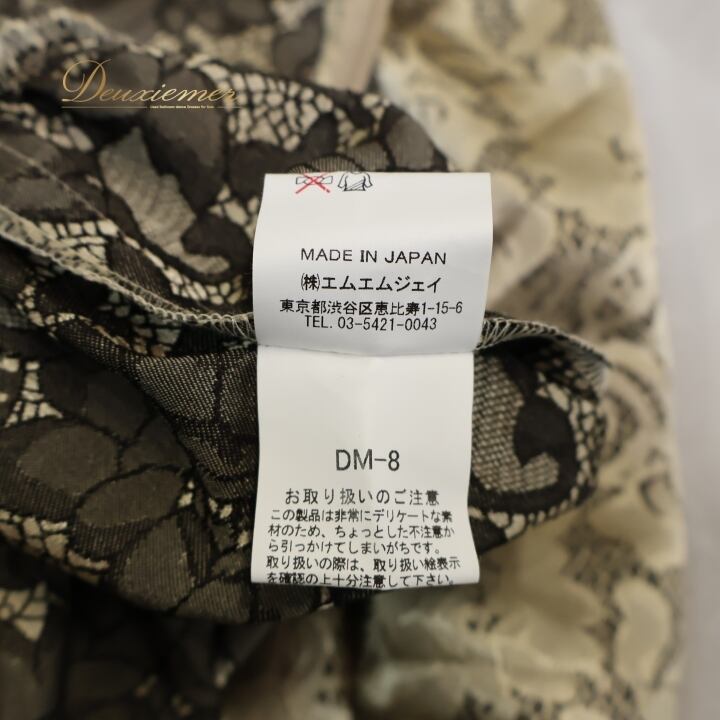 Deuxiemer
MADE IN JAPAN
㈱エムエムジェイ
東京都渋谷区恵比寿1-15-6
TEL. 03-5421-0043
DM-8
お取り扱いのご注意
この製品は非常にデリケートな素
材のため、ちょっとした不注意か
ら引っかけてしまいがちです。
取り扱いの際は、取り扱い絵表示
を確認の上十分注意して下さい。